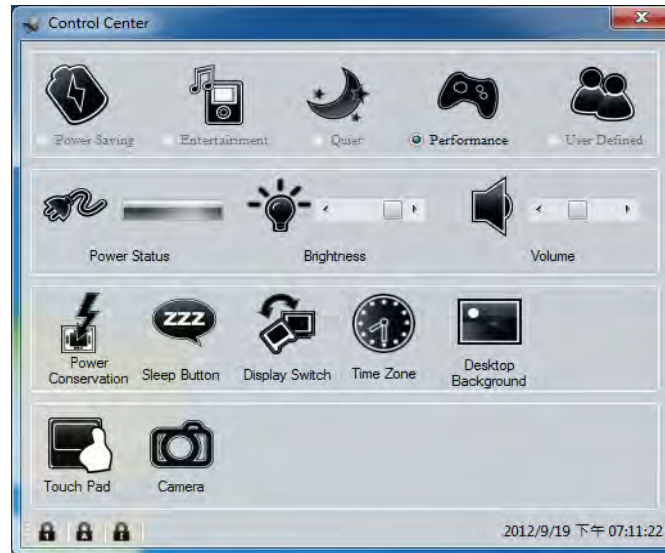 Control Center
Power Saving
Entertainment
Quiet
Performance
User Defined
Power Status
Brightness
Volume
ZZZ
Power
Conservation
Sleep Button
Display Switch
Time Zone
Desktop
Background
Touch Pad
Camera
2012/9/19 下午 07:11:22